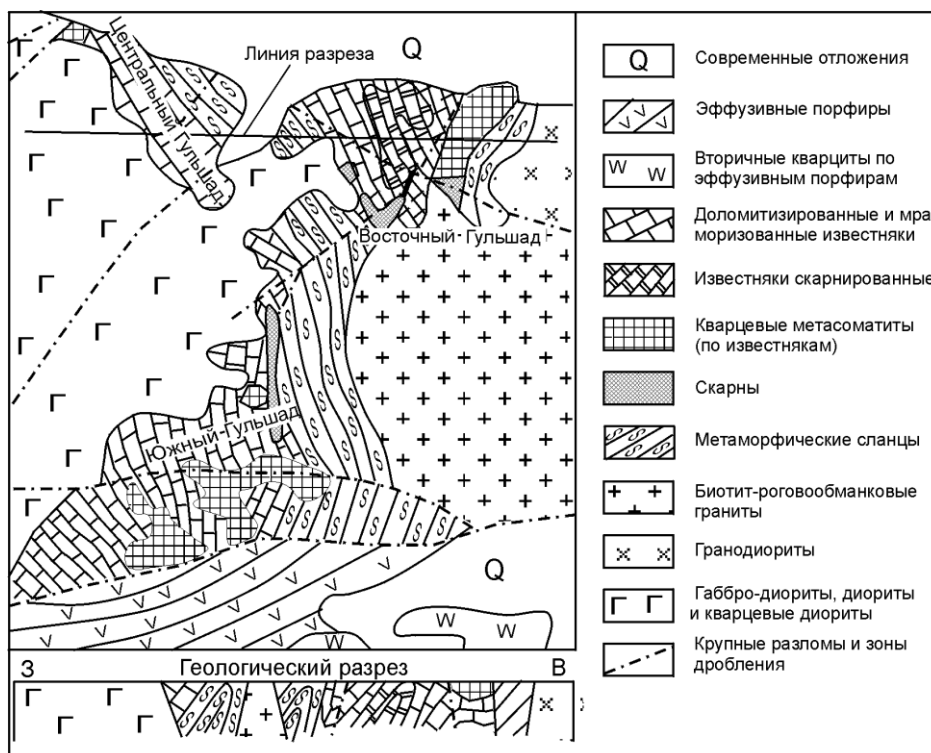 Q
Линия разреза
Центральный Гульшад
Восточный Гульшад
Южный-Гульшад
Q
З Геологический разрез В
Q Современные отложения
Эффузивные порфиры
Вторичные кварциты по
эффузивным порфирам
Доломитизированные и мра
моризованные известняки
Известняки скарнированные
Кварцевые метасоматиты
(по известнякам)
Скарны
Метаморфические сланцы
Биотит-роговообманковые
граниты
Гранодиориты
Габбро-диориты, диориты
и кварцевые диориты
Крупные разломы и зоны
дробления